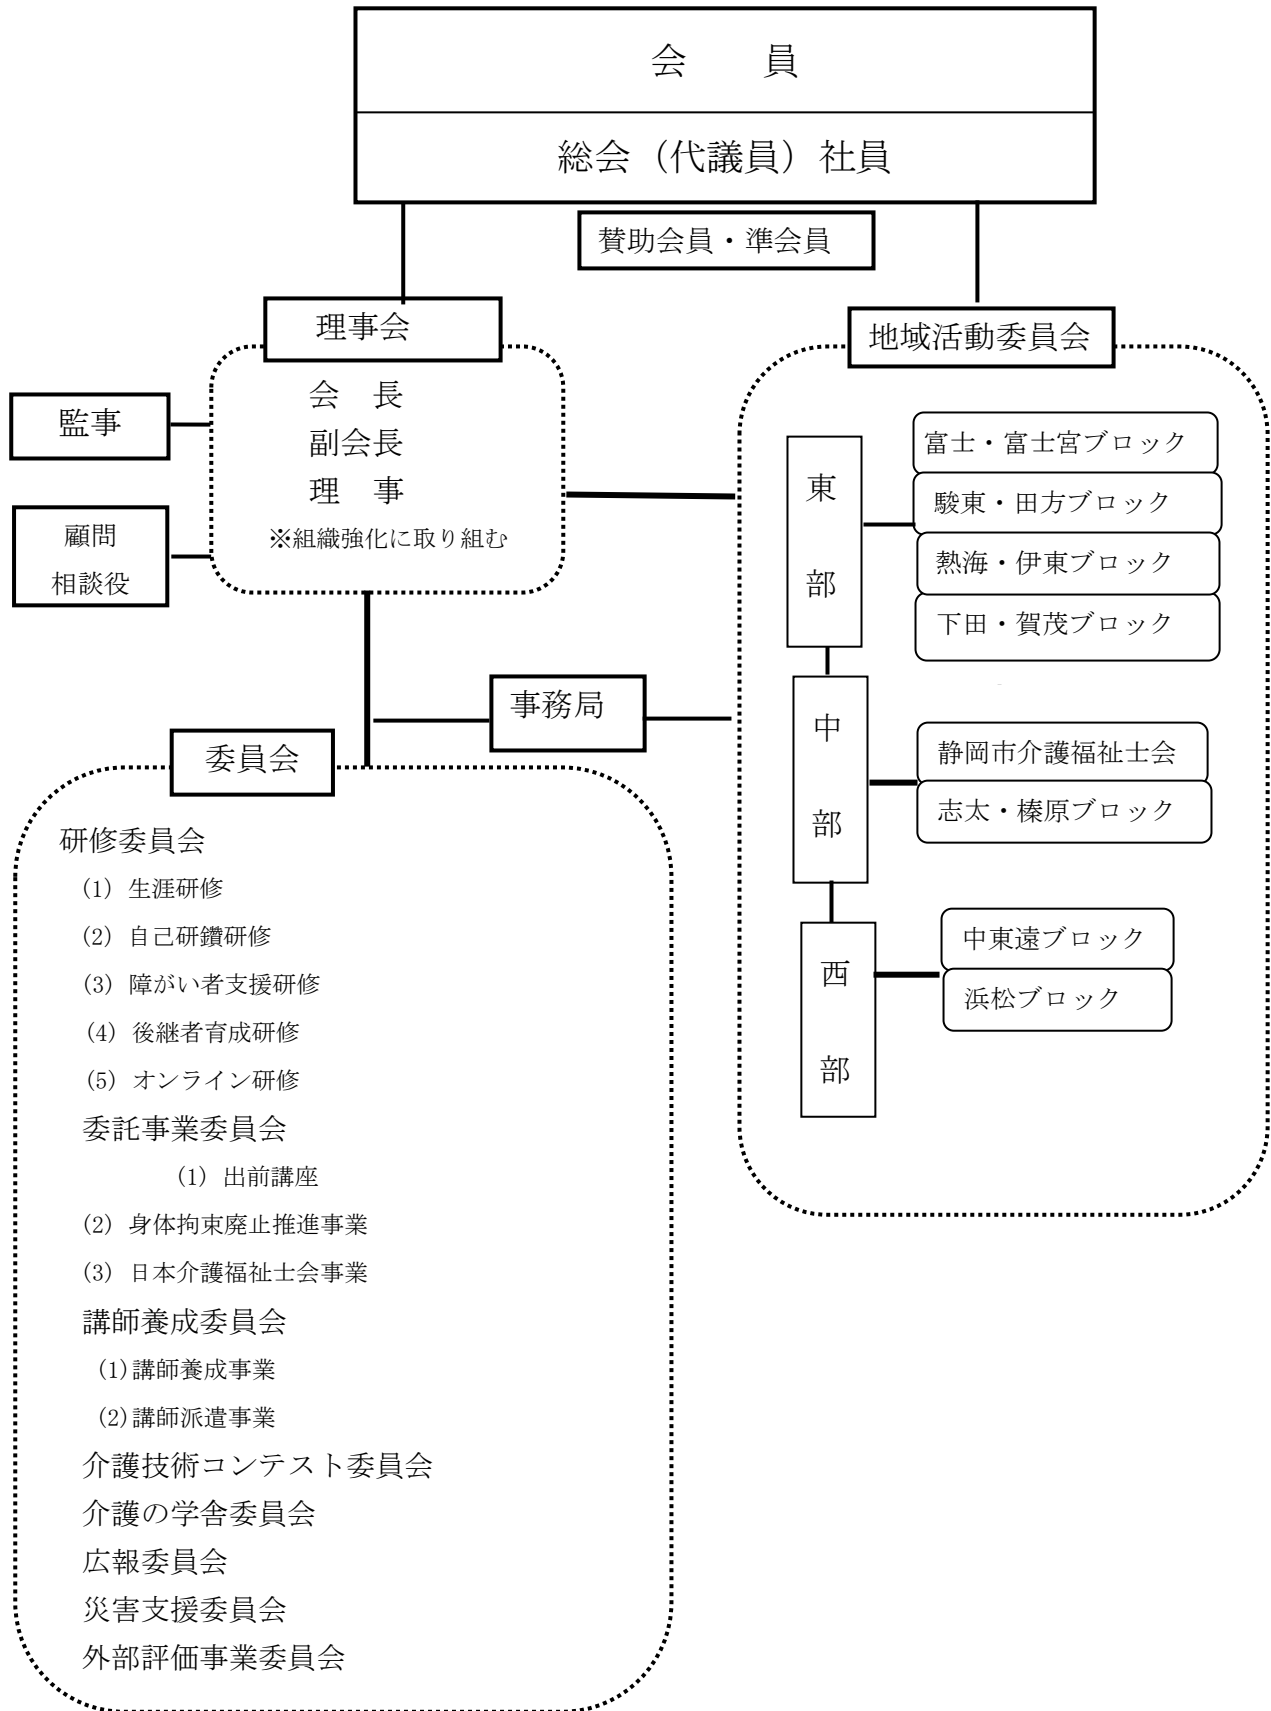 会　　員
総会（代議員）社員
賛助会員・準会員
理事会
会　長
副会長
理　事
※組織強化に取り組む
監事
顧問
相談役
地域活動委員会
東部
富士・富士宮ブロック
駿東・田方ブロック
熱海・伊東ブロック
下田・賀茂ブロック
中部
静岡市介護福祉士会
志太・榛原ブロック
西部
中東遠ブロック
浜松ブロック
事務局
委員会
研修委員会
(1) 生涯研修
(2) 自己研鑽研修
(3) 障がい者支援研修
(4) 後継者育成研修
(5) オンライン研修
委託事業委員会
(1) 出前講座
(2) 身体拘束廃止推進事業
(3) 日本介護福祉士会事業
講師養成委員会
(1)講師養成事業
(2)講師派遣事業
介護技術コンテスト委員会
介護の学舎委員会
広報委員会
災害支援委員会
外部評価事業委員会